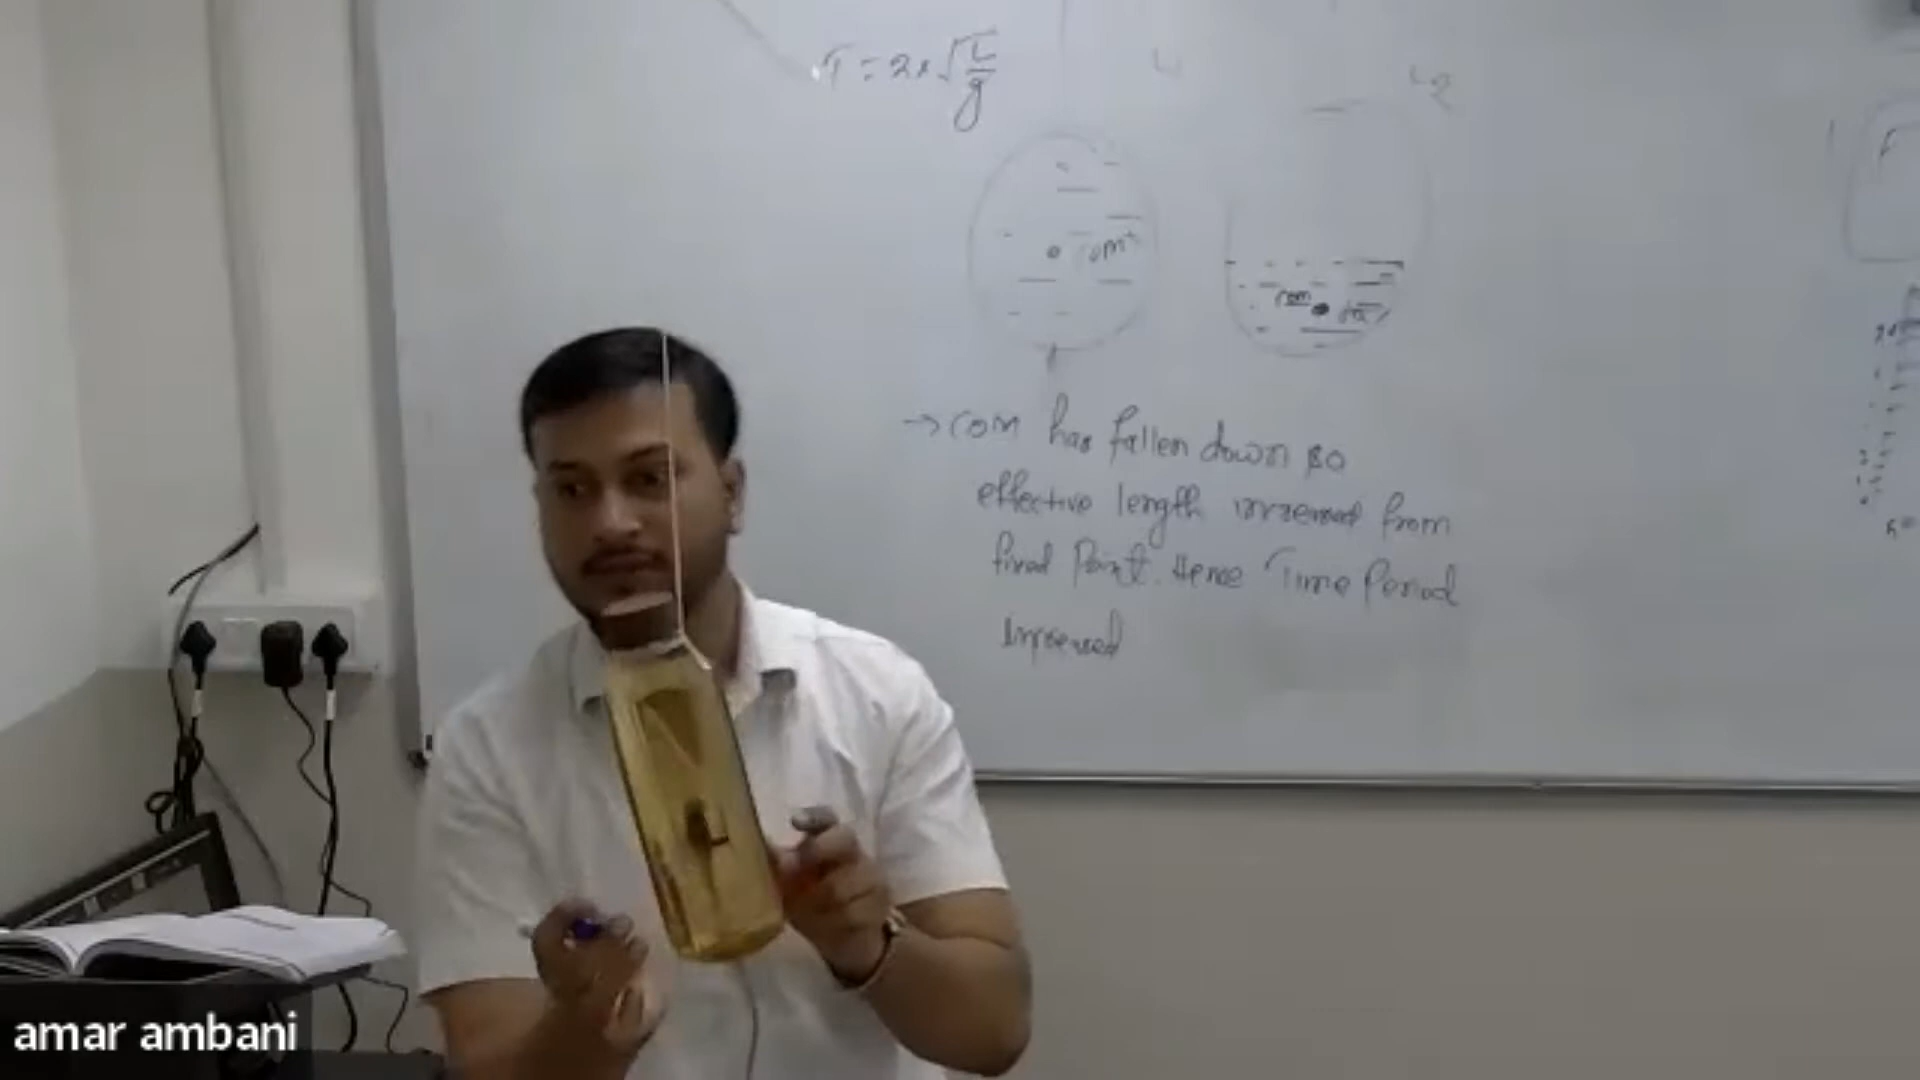 T = 2π√L/g
L
L2
com
com
→ com has fallen down so
effective length increased from
fixed Point. Hence Time Period
increased
amar ambani